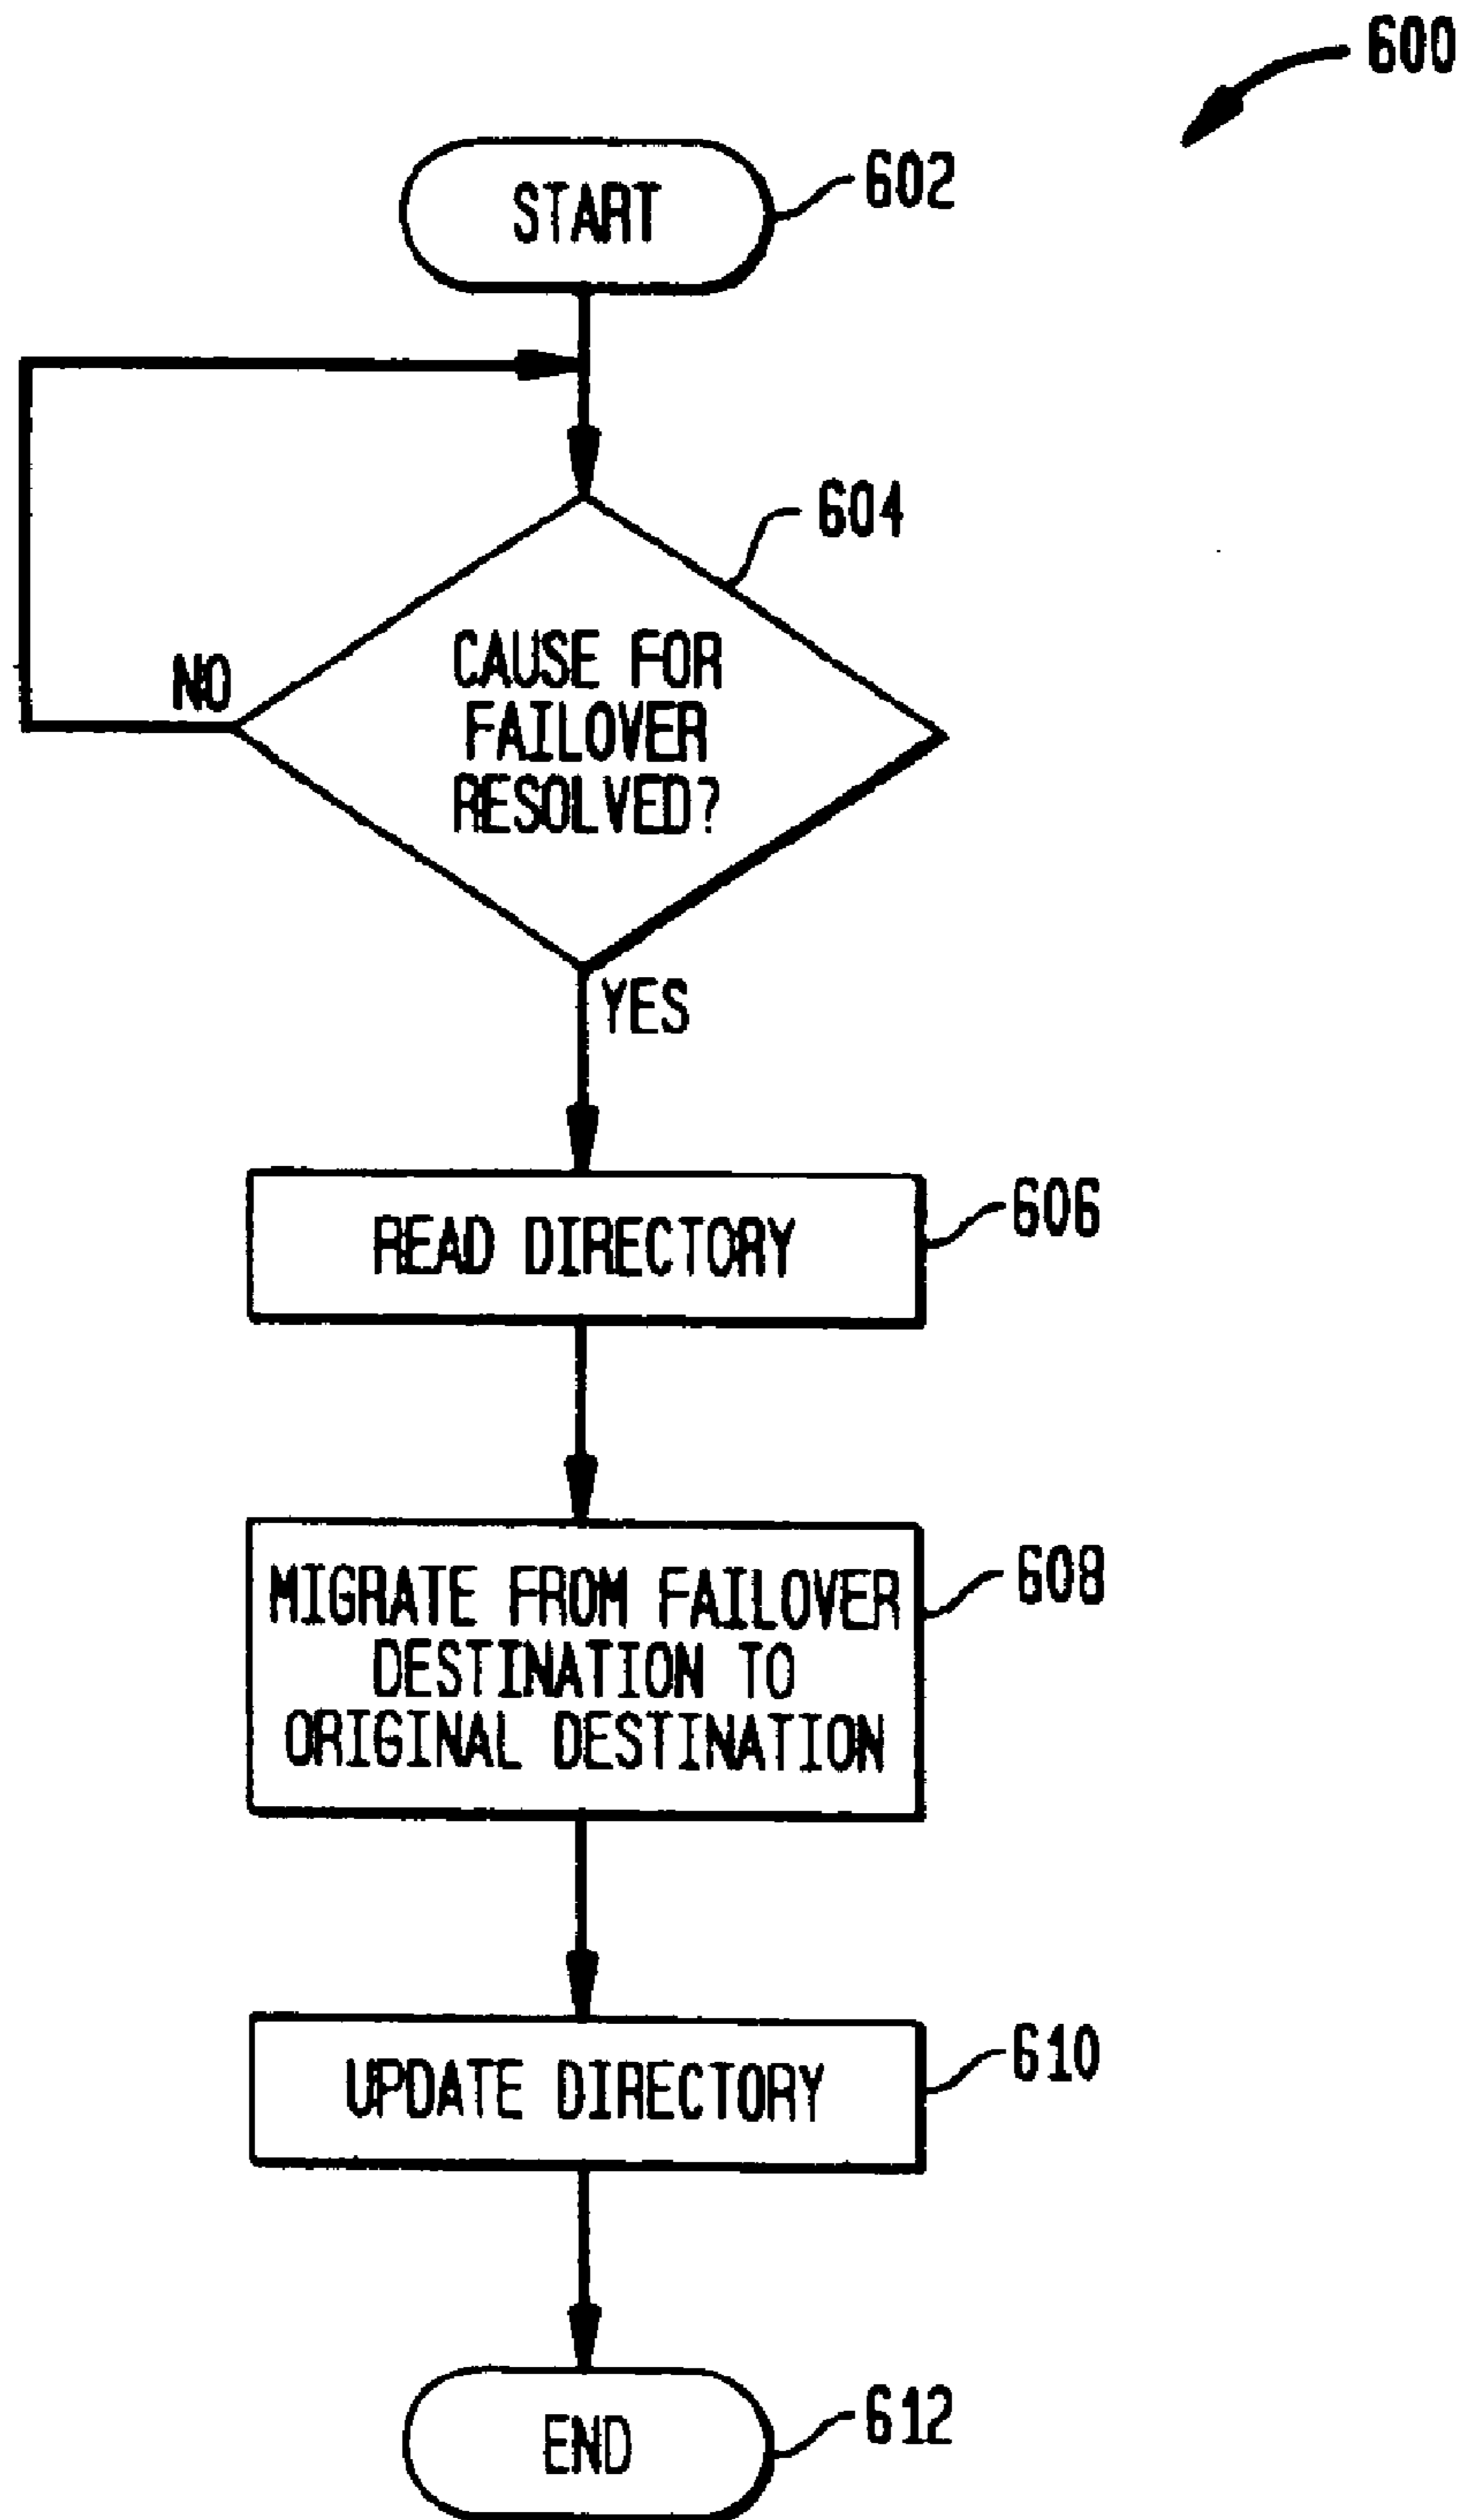 600
START
602
604
CAUSE FOR
FAILOVER
RESOLVED?
NO
YES
READ DIRECTORY
606
MIGRATE FROM FAILOVER
DESTINATION TO
ORIGINAL DESTINATION
608
UPDATE DIRECTORY
610
END
612